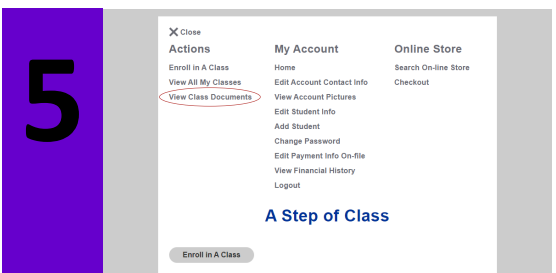 5
X Close
Actions
Enroll in A Class
View All My Classes
View Class Documents
My Account
Home
Edit Account Contact Info
View Account Pictures
Edit Student Info
Add Student
Change Password
Edit Payment Info On-file
View Financial History
Logout
Online Store
Search On-line Store
Checkout
A Step of Class
Enroll in A Class